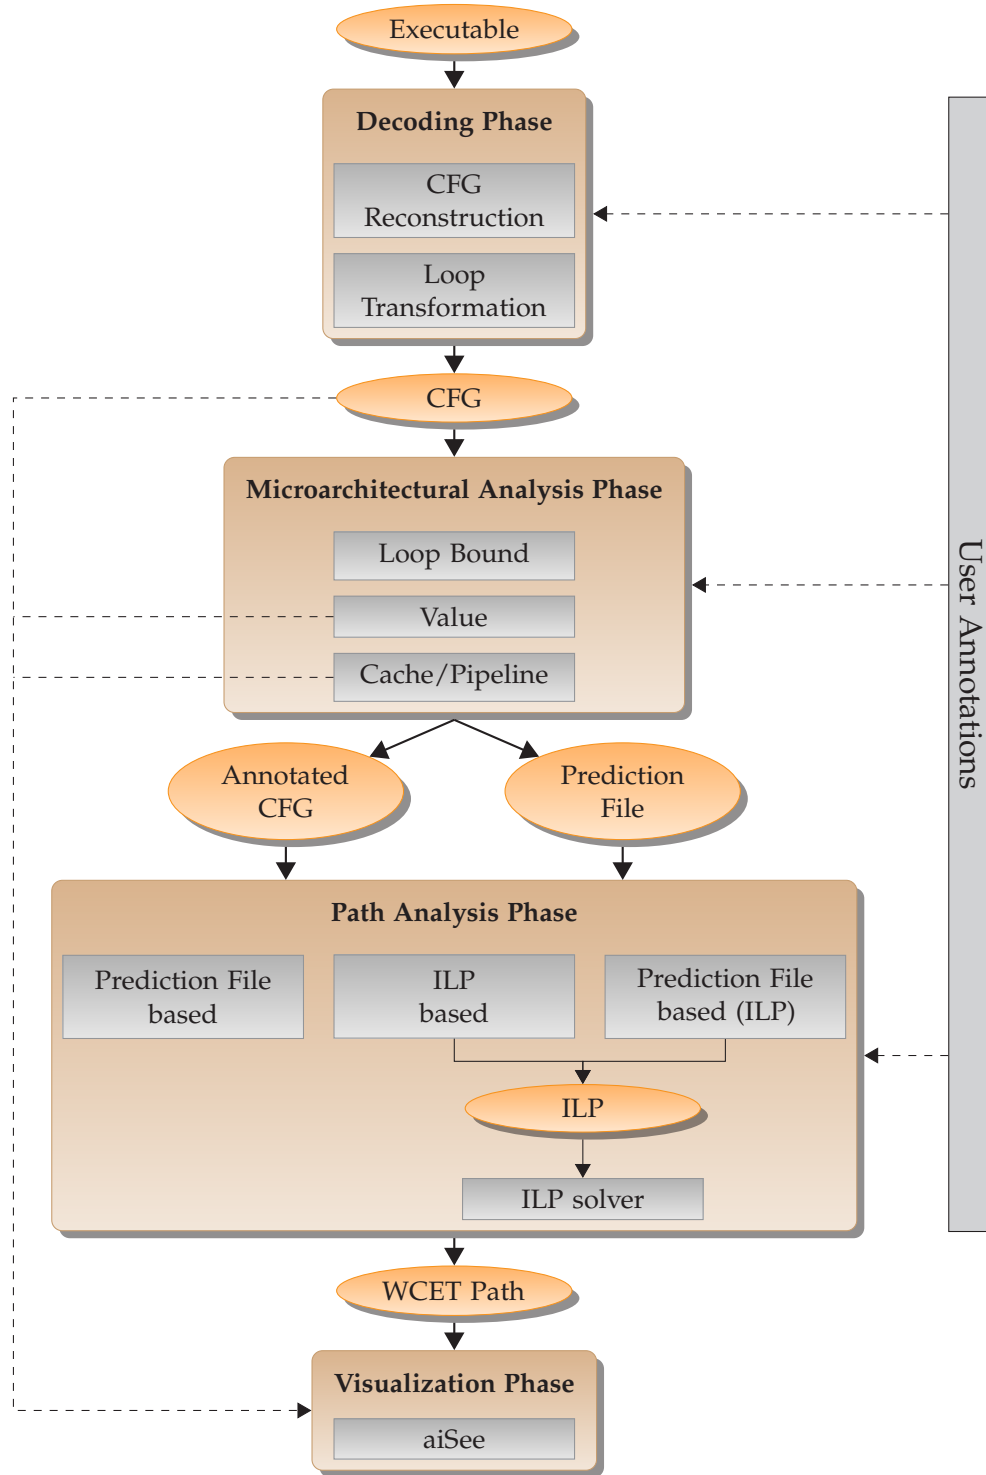 Executable
Decoding Phase
CFG
Reconstruction
Loop
Transformation
CFG
Microarchitectural Analysis Phase
Loop Bound
Value
Cache/Pipeline
User Annotations
Annotated
CFG
Prediction
File
Path Analysis Phase
Prediction File
based
ILP
based
Prediction File
based (ILP)
ILP
ILP solver
WCET Path
Visualization Phase
aiSee